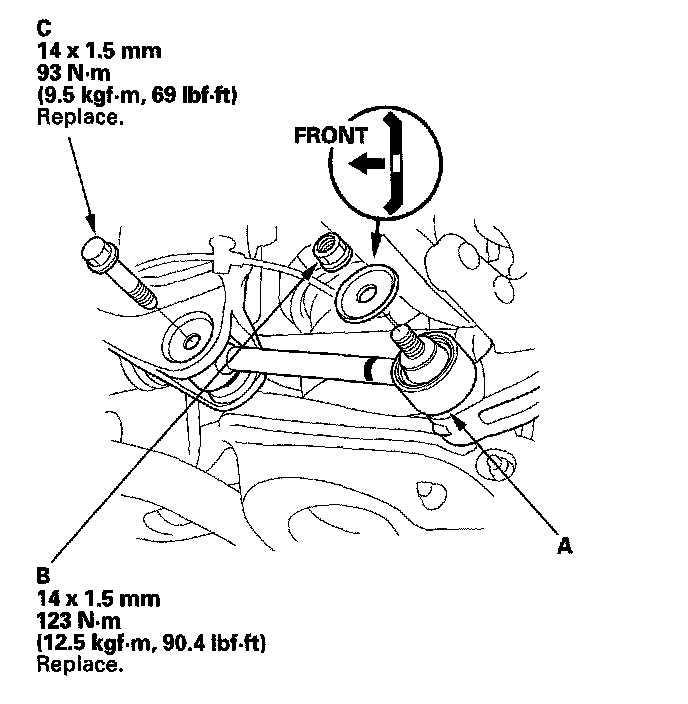 C
14 x 1.5 mm
93 N·m
(9.5 kgf·m, 69 lbf·ft)
Replace.
FRONT
A
B
14 x 1.5 mm
123 N·m
(12.5 kgf·m, 90.4 lbf·ft)
Replace.